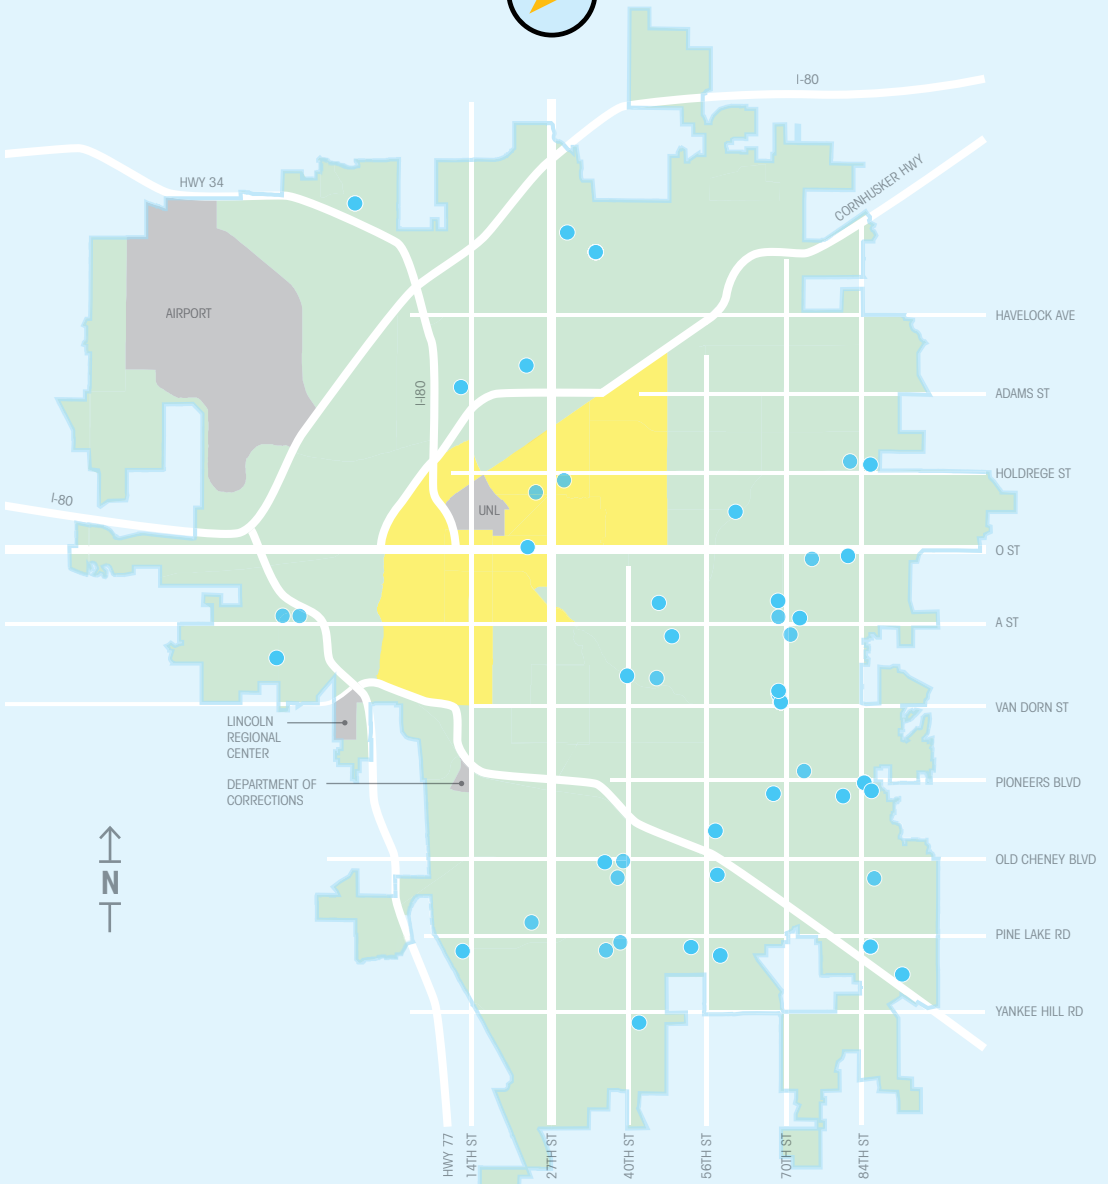 I-80
HWY 34
CORNHUSKER HWY
AIRPORT
HAVELOCK AVE
I-180
ADAMS ST
HOLDREGE ST
I-80
UNL
O ST
A ST
VAN DORN ST
LINCOLN
REGIONAL
CENTER
DEPARTMENT OF
CORRECTIONS
PIONEERS BLVD
OLD CHENEY BLVD
N
PINE LAKE RD
YANKEE HILL RD
HWY 77
14TH ST
27TH ST
40TH ST
56TH ST
70TH ST
84TH ST